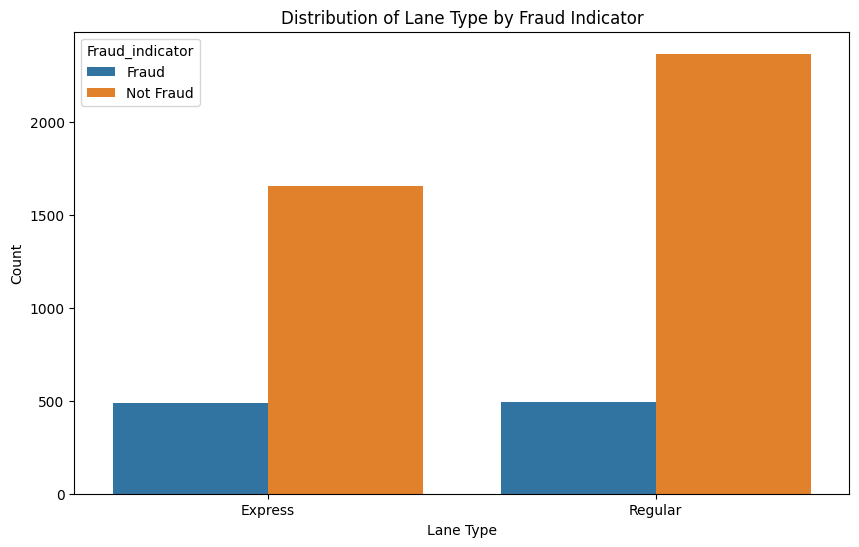 Distribution of Lane Type by Fraud Indicator
Fraud_indicator
Fraud
Not Fraud
Count
2000
1500
1000
500
0
Express
Regular
Lane Type